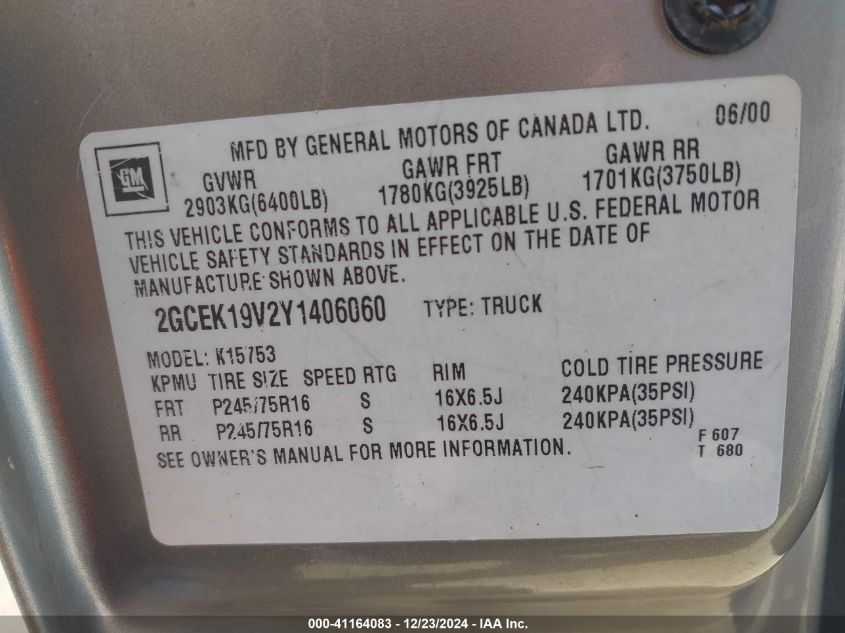 MFD BY GENERAL MOTORS OF CANADA LTD. 06/00
GM
GVWR GAWR FRT GAWR RR
2903KG(6400LB) 1780KG(3925LB) 1701KG(3750LB)
THIS VEHICLE CONFORMS TO ALL APPLICABLE U.S. FEDERAL MOTOR
VEHICLE SAFETY STANDARDS IN EFFECT ON THE DATE OF
MANUFACTURE SHOWN ABOVE.
2GCEK19V2Y1406060 TYPE: TRUCK
MODEL: K15753
KPMU TIRE SIZE SPEED RTG RIM COLD TIRE PRESSURE
FRT P245/75R16 S 16X6.5J 240KPA(35PSI)
RR P245/75R16 S 16X6.5J 240KPA(35PSI)
SEE OWNER'S MANUAL FOR MORE INFORMATION.
F 607
T 680
000-41164083 - 12/23/2024 - IAA Inc.